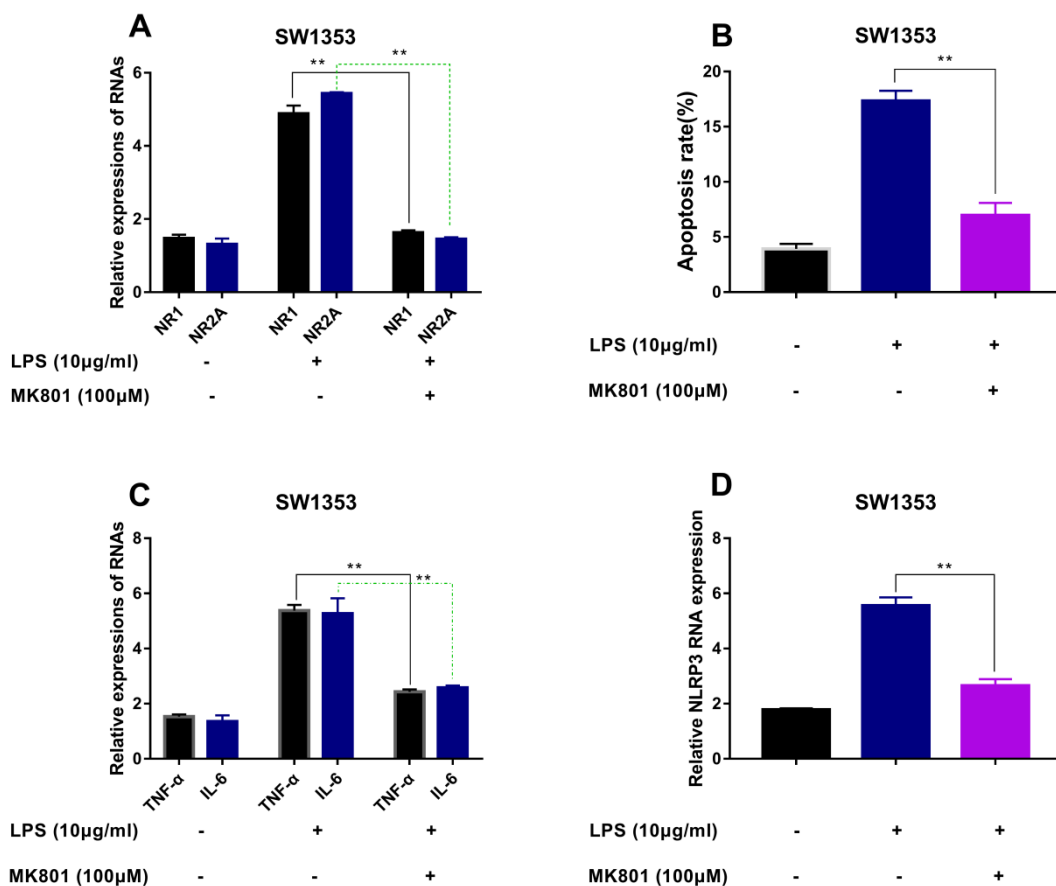 A
SW1353
Relative expressions of RNAs
6
4
2
0
**
**
NR1
NR2A
NR1
NR2A
NR1
NR2A
LPS (10μg/ml) - + +
MK801 (100μM) - - +
B
SW1353
Apoptosis rate(%)
20
15
10
5
0
**
LPS (10μg/ml) - + +
MK801 (100μM) - - +
C
SW1353
Relative expressions of RNAs
8
6
4
2
0
**
**
TNF-α
IL-6
TNF-α
IL-6
TNF-α
IL-6
LPS (10μg/ml) - + +
MK801 (100μM) - - +
D
SW1353
Relative NLRP3 RNA expression
8
6
4
2
0
**
LPS (10μg/ml) - + +
MK801 (100μM) - - +